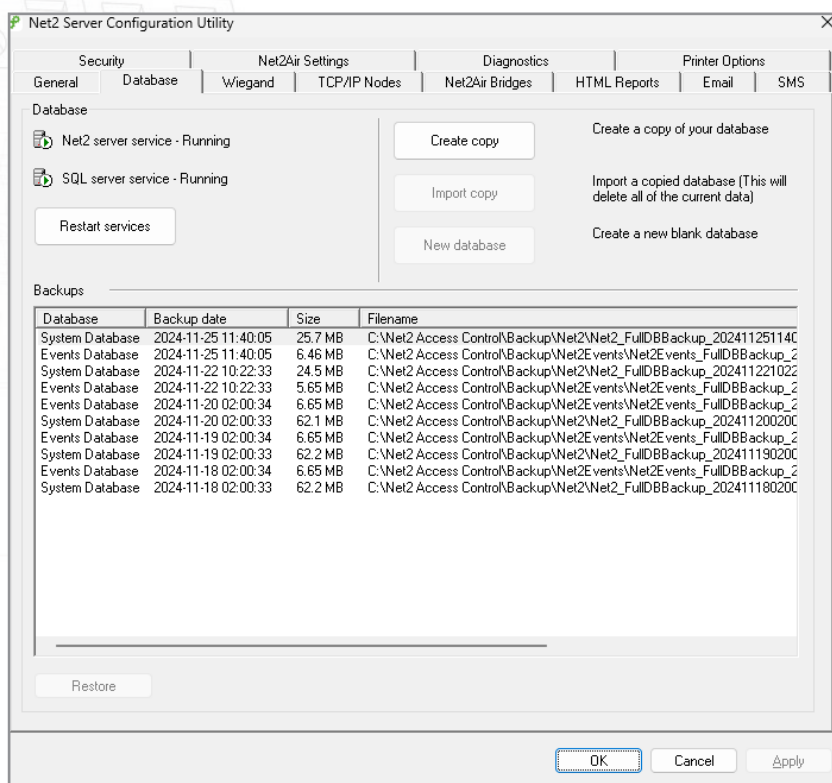 Net2 Server Configuration Utility
Security Net2Air Settings Diagnostics Printer Options
General Database Wiegand TCP/IP Nodes Net2Air Bridges HTML Reports Email SMS
Database
Net2 server service - Running
SQL server service - Running
Restart services
Create copy
Create a copy of your database
Import copy
Import a copied database (This will
delete all of the current data)
New database
Create a new blank database
Backups
Database Backup date Size Filename
System Database 2024-11-25 11:40:05 25.7 MB C:\Net2 Access Control\Backup\Net2\Net2_FullDBBackup_20241125114C
Events Database 2024-11-25 11:40:05 6.46 MB C:\Net2 Access Control\Backup\Net2Events\Net2Events_FullDBBackup_2
System Database 2024-11-22 10:22:33 24.5 MB C:\Net2 Access Control\Backup\Net2\Net2_FullDBBackup_202411221022
Events Database 2024-11-22 10:22:33 5.65 MB C:\Net2 Access Control\Backup\Net2Events\Net2Events_FullDBBackup_2
Events Database 2024-11-20 02:00:34 6.65 MB C:\Net2 Access Control\Backup\Net2Events\Net2Events_FullDBBackup_2
System Database 2024-11-20 02:00:33 62.1 MB C:\Net2 Access Control\Backup\Net2\Net2_FullDBBackup_20241120020C
Events Database 2024-11-19 02:00:34 6.65 MB C:\Net2 Access Control\Backup\Net2Events\Net2Events_FullDBBackup_2
System Database 2024-11-19 02:00:33 62.2 MB C:\Net2 Access Control\Backup\Net2\Net2_FullDBBackup_20241119020C
Events Database 2024-11-18 02:00:34 6.65 MB C:\Net2 Access Control\Backup\Net2Events\Net2Events_FullDBBackup_2
System Database 2024-11-18 02:00:33 62.2 MB C:\Net2 Access Control\Backup\Net2\Net2_FullDBBackup_20241118020C
Restore
OK Cancel Apply